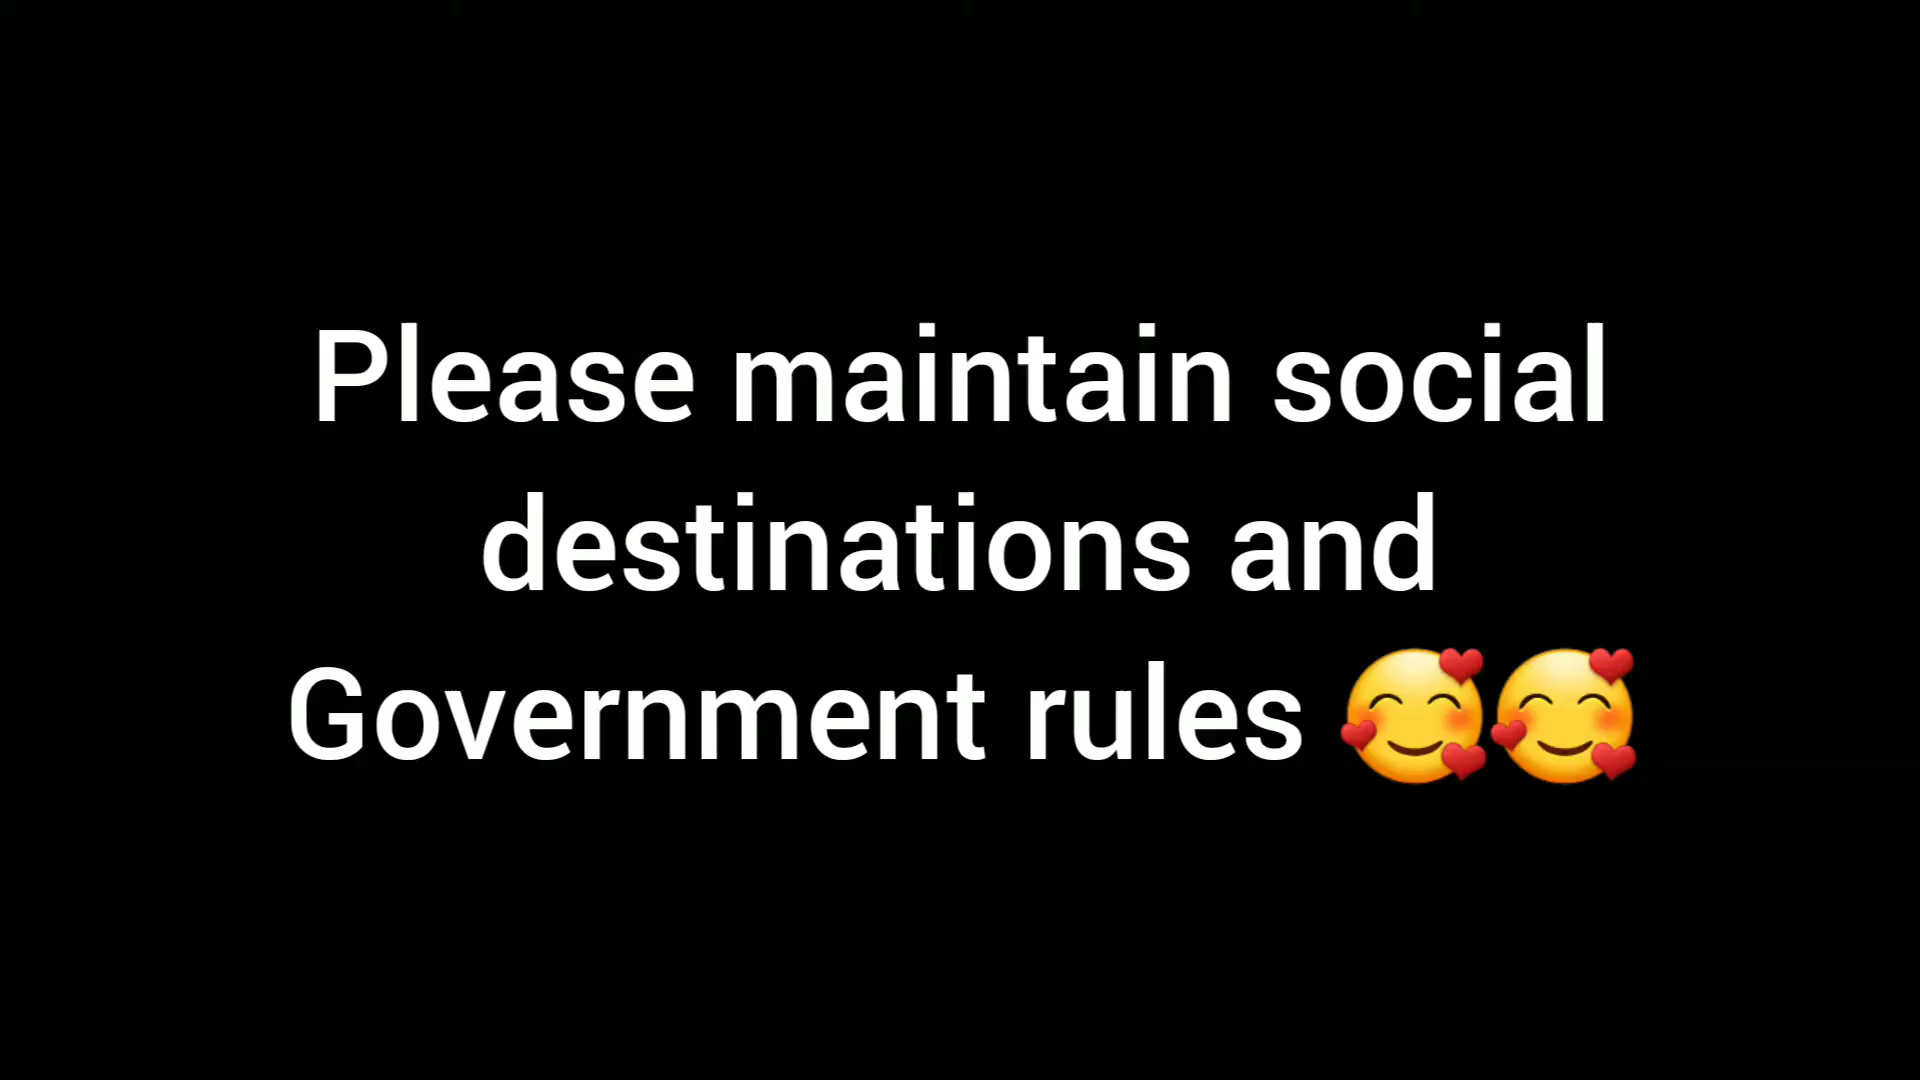 Please maintain social
destinations and
Government rules 🥰🥰